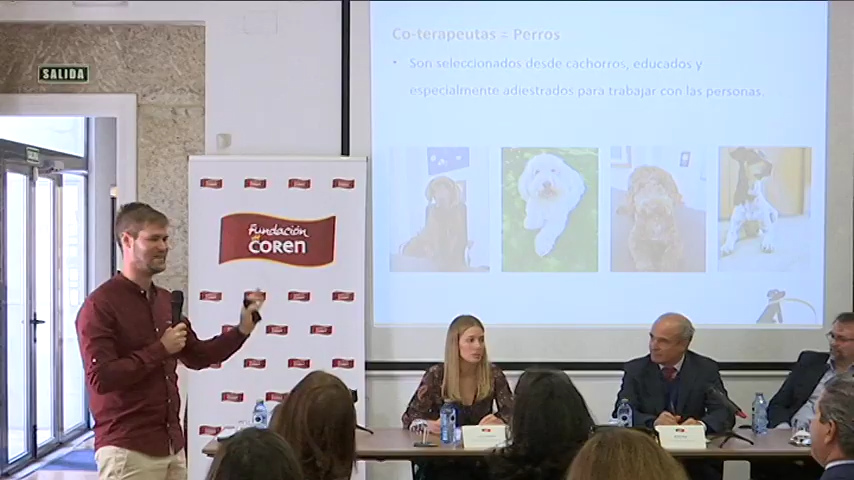 SALIDA
Co-terapeutas = Perros
• Son seleccionados desde cachorros, educados y
especialmente adiestrados para trabajar con las personas.
Fundación
COREN